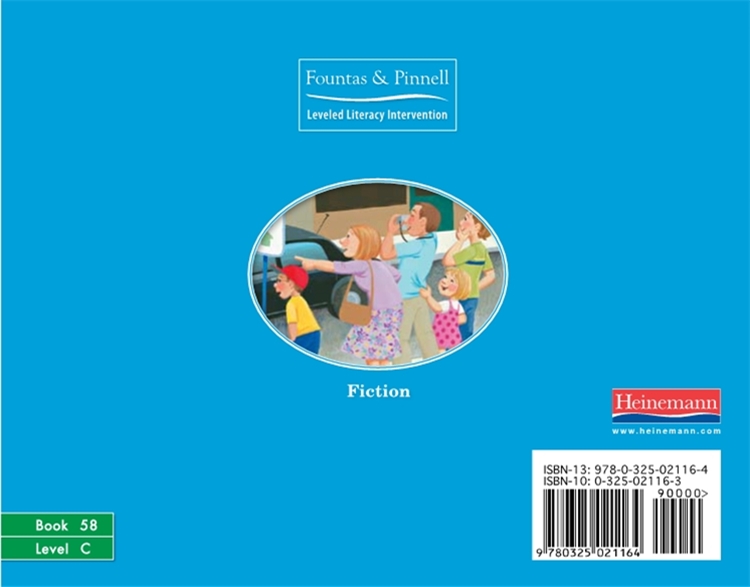 Fountas & Pinnell
Leveled Literacy Intervention
Fiction
Heinemann
www.heinemann.com
ISBN-13: 978-0-325-02116-4
ISBN-10: 0-325-02116-3
90000>
9 780325 021164
Book 58
Level C